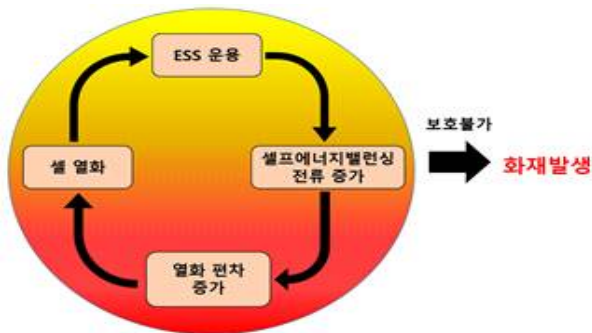 ESS 운용
보호불가
셀 열화
셀프에너지밸런싱
전류 증가
화재발생
열화 편차
증가